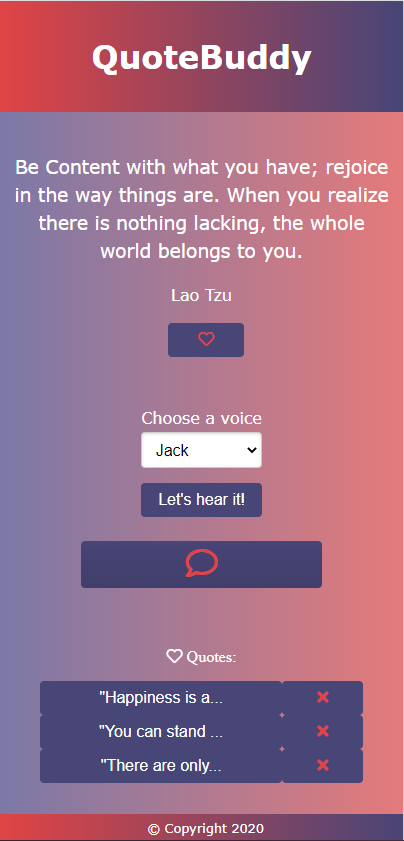 QuoteBuddy
Be Content with what you have; rejoice
in the way things are. When you realize
there is nothing lacking, the whole
world belongs to you.
Lao Tzu
Choose a voice
Jack
Let's hear it!
Quotes:
"Happiness is a...
"You can stand ...
"There are only...
© Copyright 2020